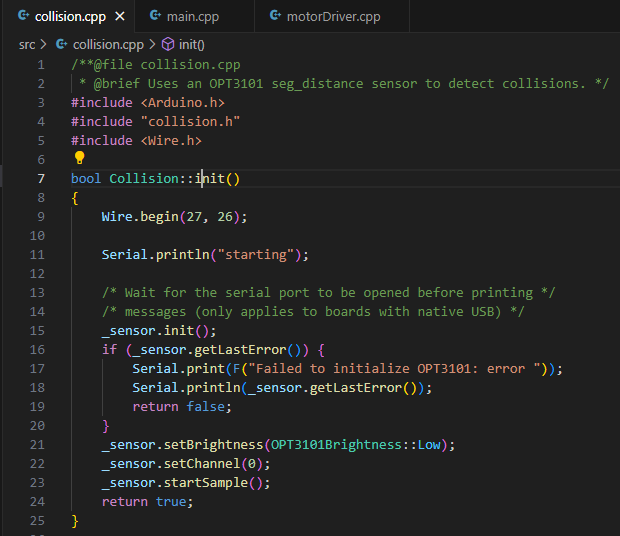 collision.cpp main.cpp motorDriver.cpp
src > collision.cpp > init()
1 /**@file collision.cpp
2  * @brief Uses an OPT3101 seg_distance sensor to detect collisions. */
3 #include <Arduino.h>
4 #include "collision.h"
5 #include <Wire.h>
6
7 bool Collision::init()
8 {
9     Wire.begin(27, 26);
10
11     Serial.println("starting");
12
13     /* Wait for the serial port to be opened before printing */
14     /* messages (only applies to boards with native USB) */
15     _sensor.init();
16     if (_sensor.getLastError()) {
17         Serial.print(F("Failed to initialize OPT3101: error "));
18         Serial.println(_sensor.getLastError());
19         return false;
20     }
21     _sensor.setBrightness(OPT3101Brightness::Low);
22     _sensor.setChannel(0);
23     _sensor.startSample();
24     return true;
25 }